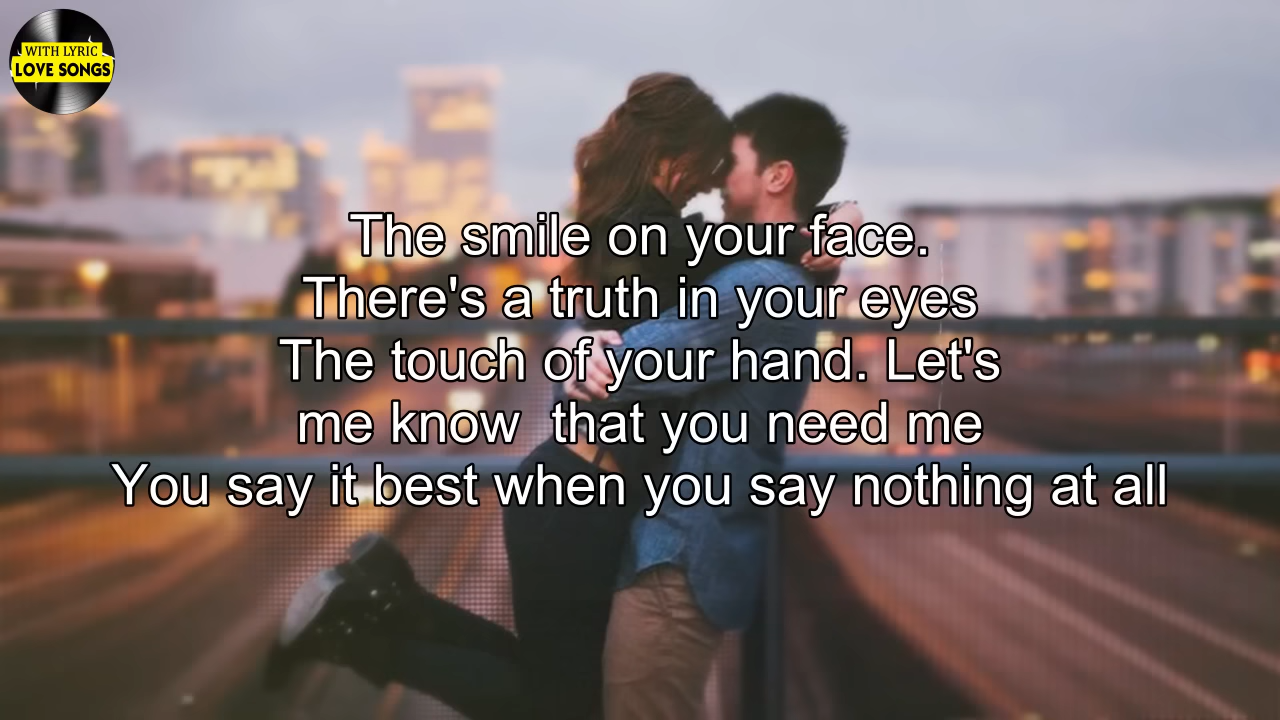 WITH LYRIC
LOVE SONGS
The smile on your face.
There's a truth in your eyes
The touch of your hand. Let's
me know  that you need me
You say it best when you say nothing at all